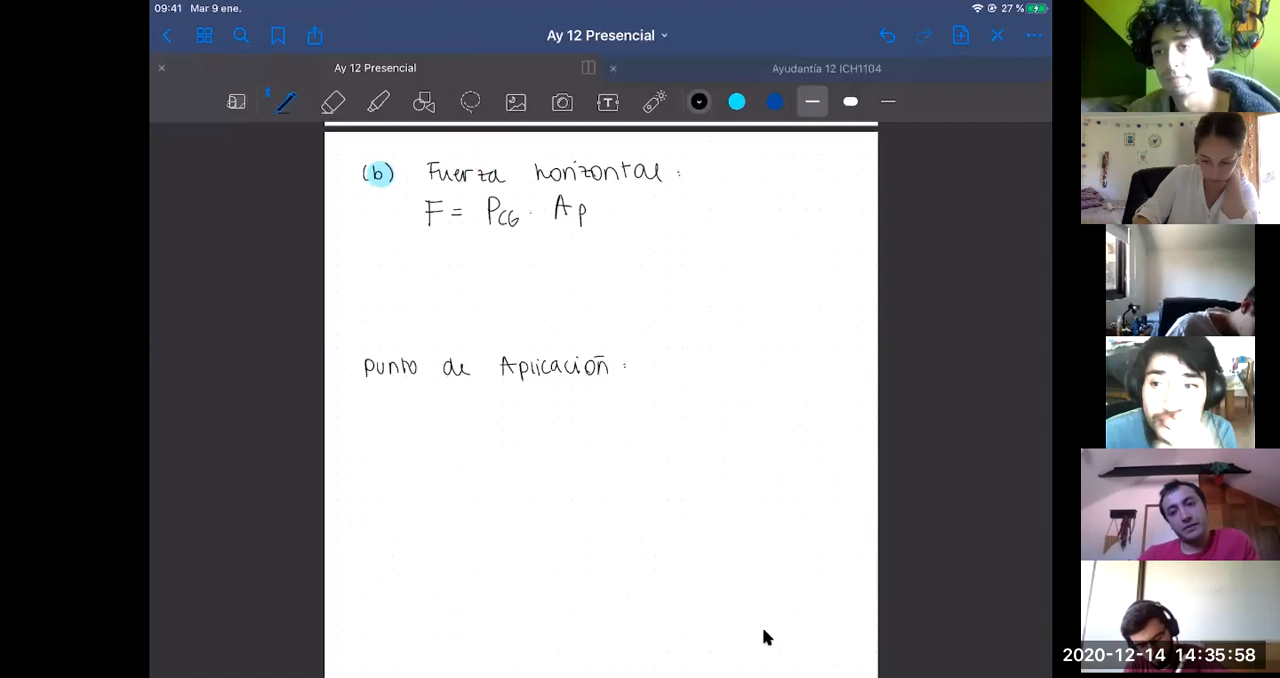 09:41 Mar 9 ene. 27 %
Ay 12 Presencial
Ay 12 Presencial Ayudantía 12 ICH1104
(b) Fuerza horizontal:
F = P_CG · A_P
punto de Aplicación:
2020-12-14 14:35:58